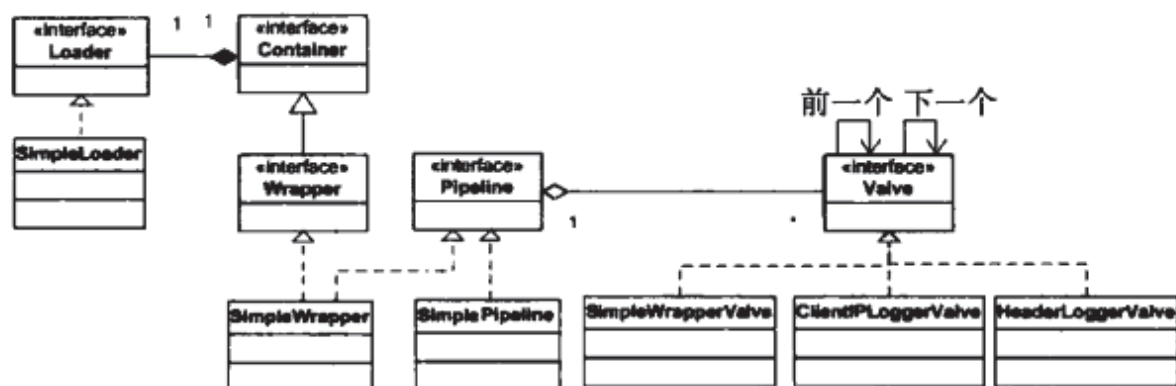 «interface»
Loader
1
1
«interface»
Container
前一个
下一个
SimpleLoader
«interface»
Wrapper
«interface»
Pipeline
1
*
«interface»
Valve
SimpleWrapper
SimplePipeline
SimpleWrapperValve
ClientIPLoggerValve
HeaderLoggerValve